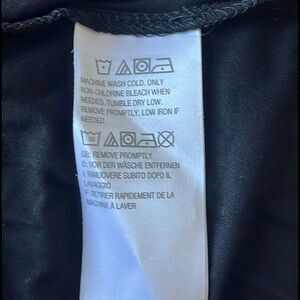 MACHINE WASH COLD. ONLY
NON-CHLORINE BLEACH WHEN
NEEDED. TUMBLE DRY LOW.
REMOVE PROMPTLY. LOW IRON IF
NEEDED
30
GB: REMOVE PROMPTLY
D: VOR DER WÄSCHE ENTFERNEN
I: RIMUOVERE SUBITO DOPO IL
LAVAGGIO
F: RETIRER RAPIDEMENT DE LA
MACHINE À LAVER